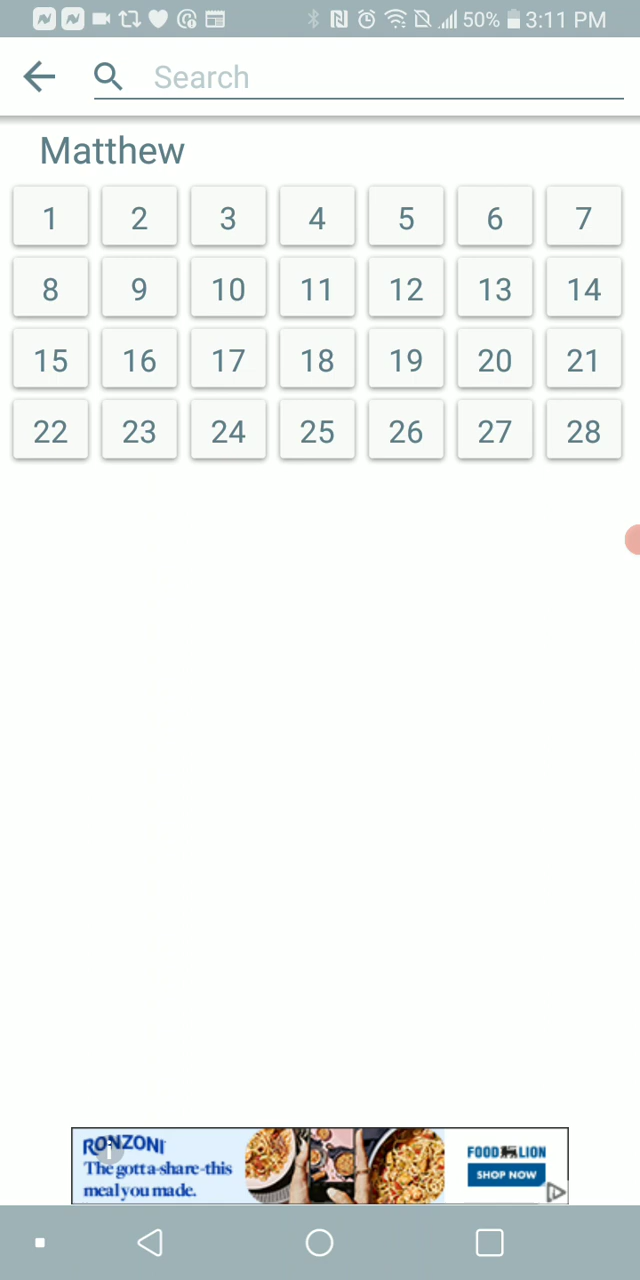 50% 3:11 PM
Search
Matthew
1 2 3 4 5 6 7
8 9 10 11 12 13 14
15 16 17 18 19 20 21
22 23 24 25 26 27 28
RONZONI
The gotta-share-this
meal you made.
FOOD LION
SHOP NOW